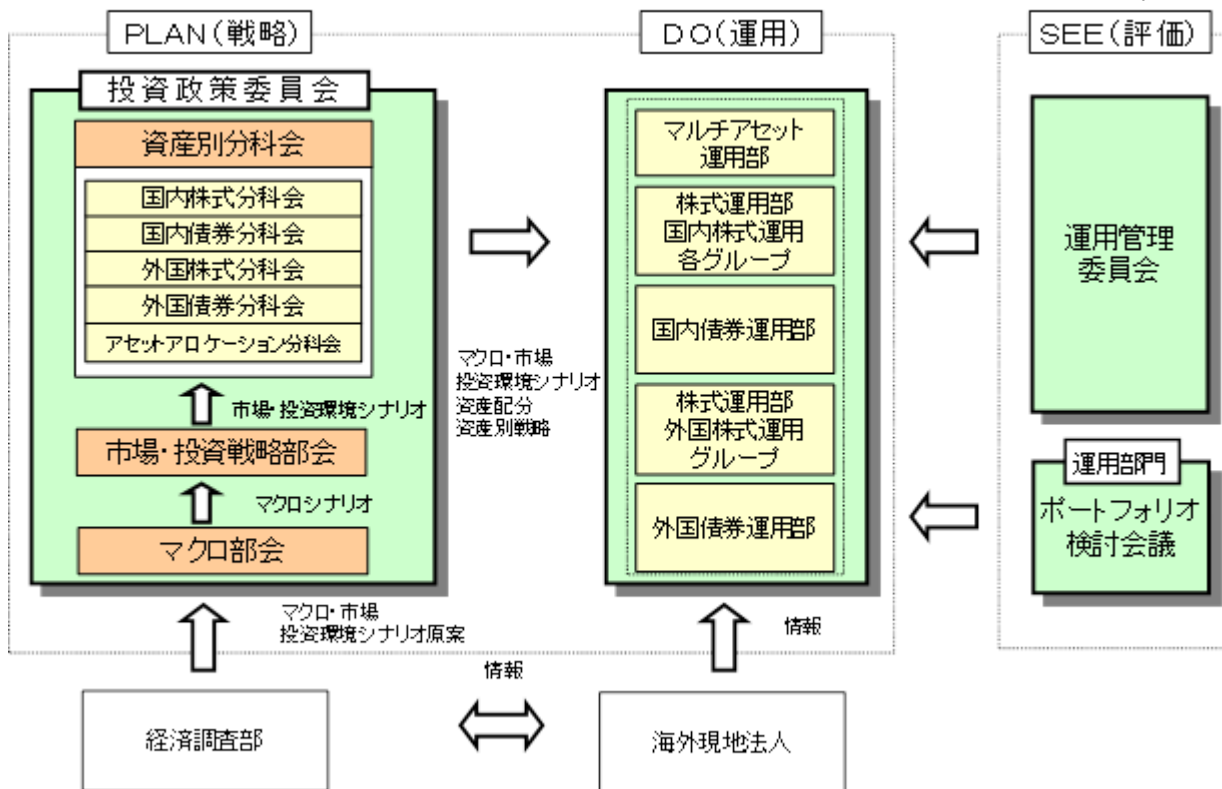 PLAN(戦略)
投資政策委員会
資産別分科会
国内株式分科会
国内債券分科会
外国株式分科会
外国債券分科会
アセットアロケーション分科会
市場・投資環境シナリオ
市場・投資戦略部会
マクロシナリオ
マクロ部会
マクロ・市場
投資環境シナリオ原案
経済調査部
マクロ・市場
投資環境シナリオ
資産配分
資産別戦略
情報
DO(運用)
マルチアセット
運用部
株式運用部
国内株式運用
各グループ
国内債券運用部
株式運用部
外国株式運用
グループ
外国債券運用部
情報
海外現地法人
SEE(評価)
運用管理
委員会
運用部門
ポートフォリオ
検討会議